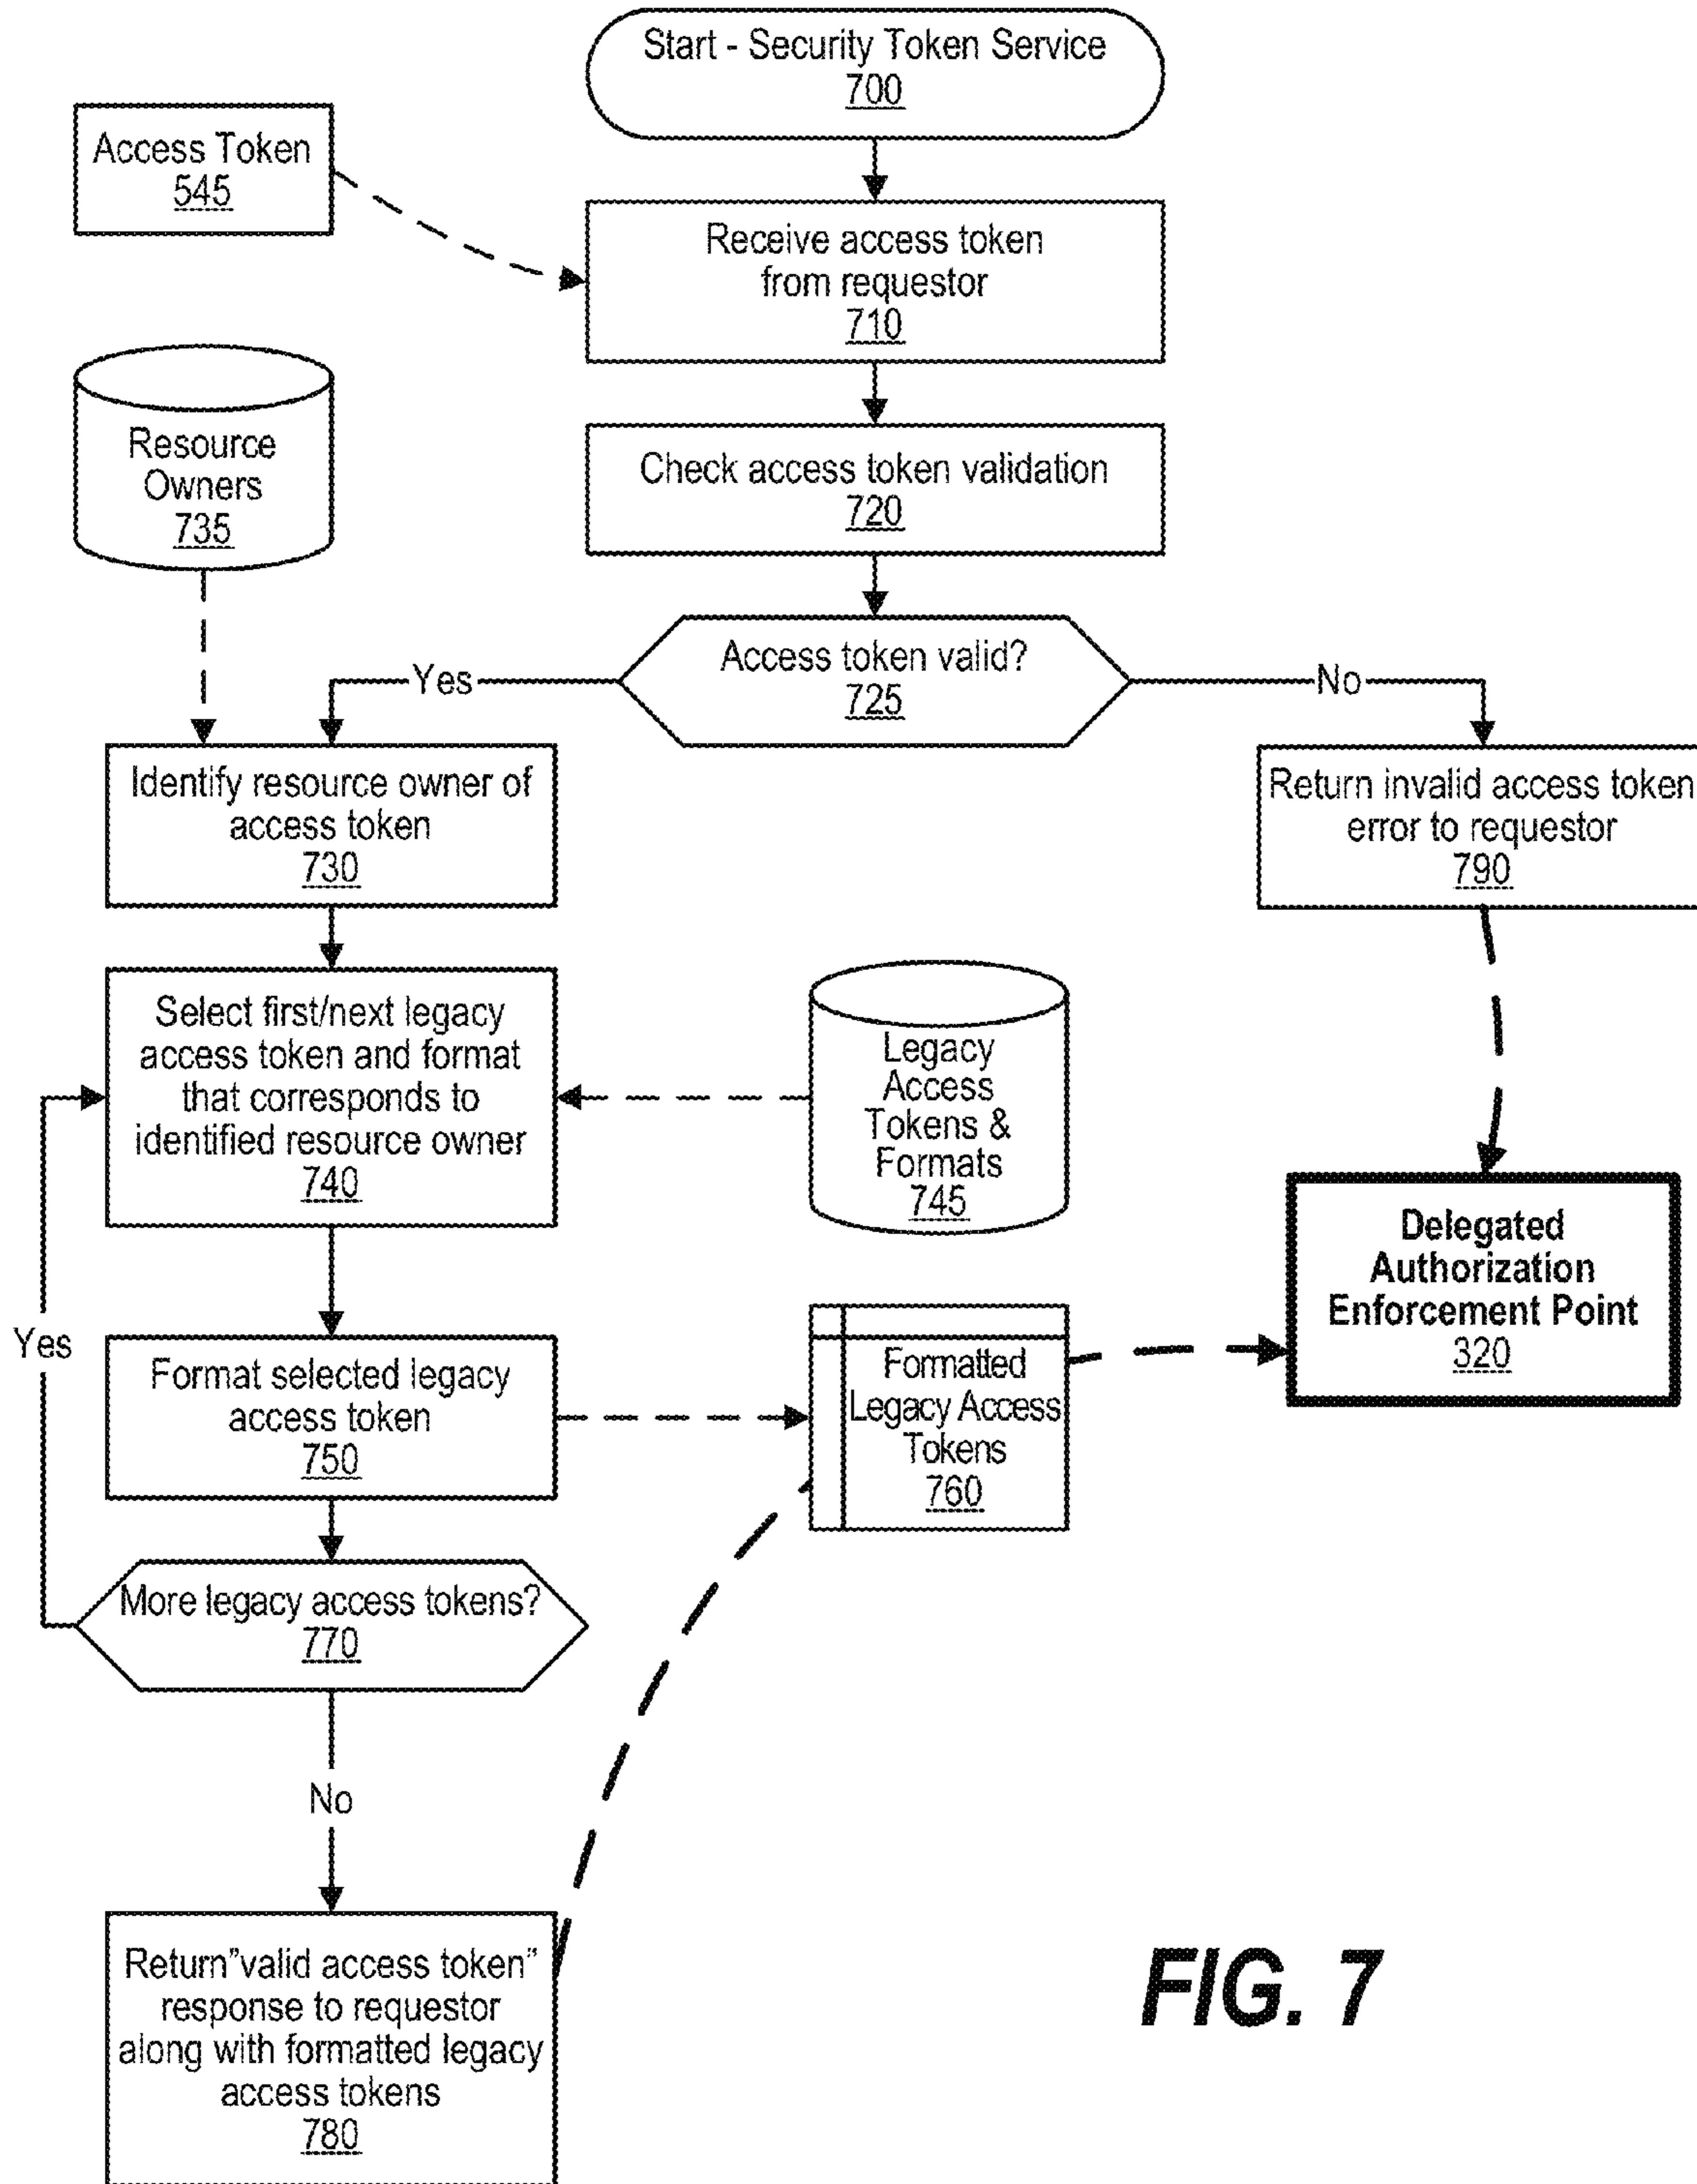 Start - Security Token Service
700
Access Token
545
Receive access token
from requestor
710
Resource
Owners
735
Check access token validation
720
Access token valid?
725
Yes
No
Identify resource owner of
access token
730
Return invalid access token
error to requestor
790
Select first/next legacy
access token and format
that corresponds to
identified resource owner
740
Legacy
Access
Tokens &
Formats
745
Delegated
Authorization
Enforcement Point
320
Yes
Format selected legacy
access token
750
Formatted
Legacy Access
Tokens
760
More legacy access tokens?
770
No
Return"valid access token"
response to requestor
along with formatted legacy
access tokens
780
FIG. 7